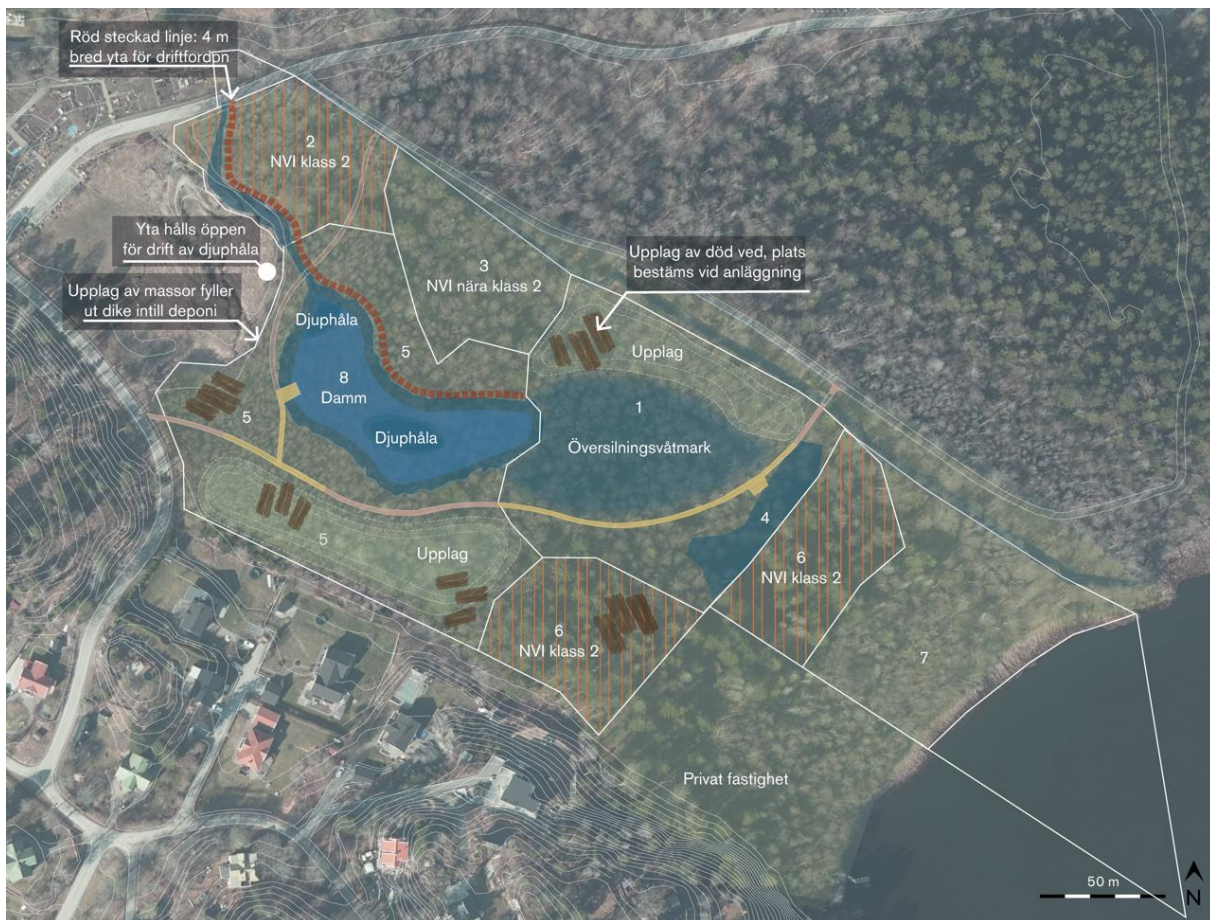 Röd steckad linje: 4 m
bred yta för driftfordon
2
NVI klass 2
Yta hålls öppen
för drift av djuphåla
Upplag av massor fyller
ut dike intill deponi
3
NVI nära klass 2
Upplag av död ved, plats
bestäms vid anläggning
Djuphåla
5
Upplag
8
Damm
5
1
Djuphåla
Översilningsvåtmark
4
5
Upplag
6
NVI klass 2
6
NVI klass 2
7
Privat fastighet
50 m
N